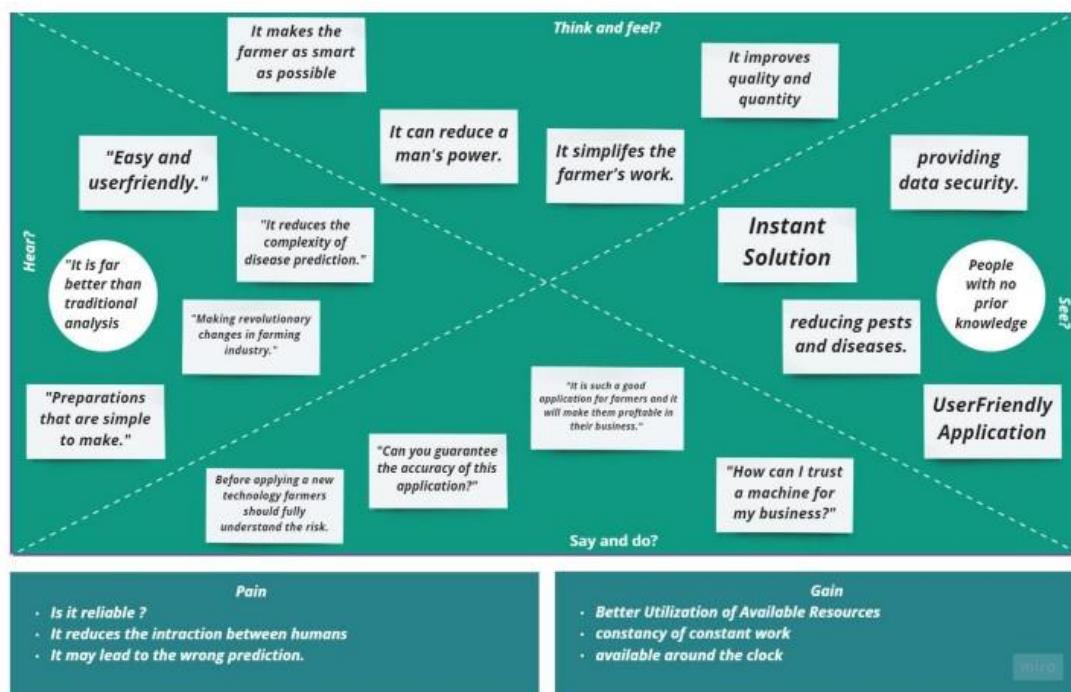 Think and feel?
It makes the
farmer as smart
as possible
It can reduce a
man's power.
It simplifes the
farmer's work.
It improves
quality and
quantity
Hear?
"Easy and
userfriendly."
"It reduces the
complexity of
disease prediction."
"It is far
better than
traditional
analysis
"Making revolutionary
changes in farming
industry."
"Preparations
that are simple
to make."
See?
providing
data security.
Instant
Solution
People
with no
prior
knowledge
reducing pests
and diseases.
UserFriendly
Application
Before applying a new
technology farmers
should fully
understand the risk.
"Can you guarantee
the accuracy of this
application?"
"It is such a good
application for farmers and it
will make them proftable in
their business."
"How can I trust
a machine for
my business?"
Say and do?
Pain
· Is it reliable ?
· It reduces the intraction between humans
· It may lead to the wrong prediction.
Gain
· Better Utilization of Available Resources
· constancy of constant work
· available around the clock
miro